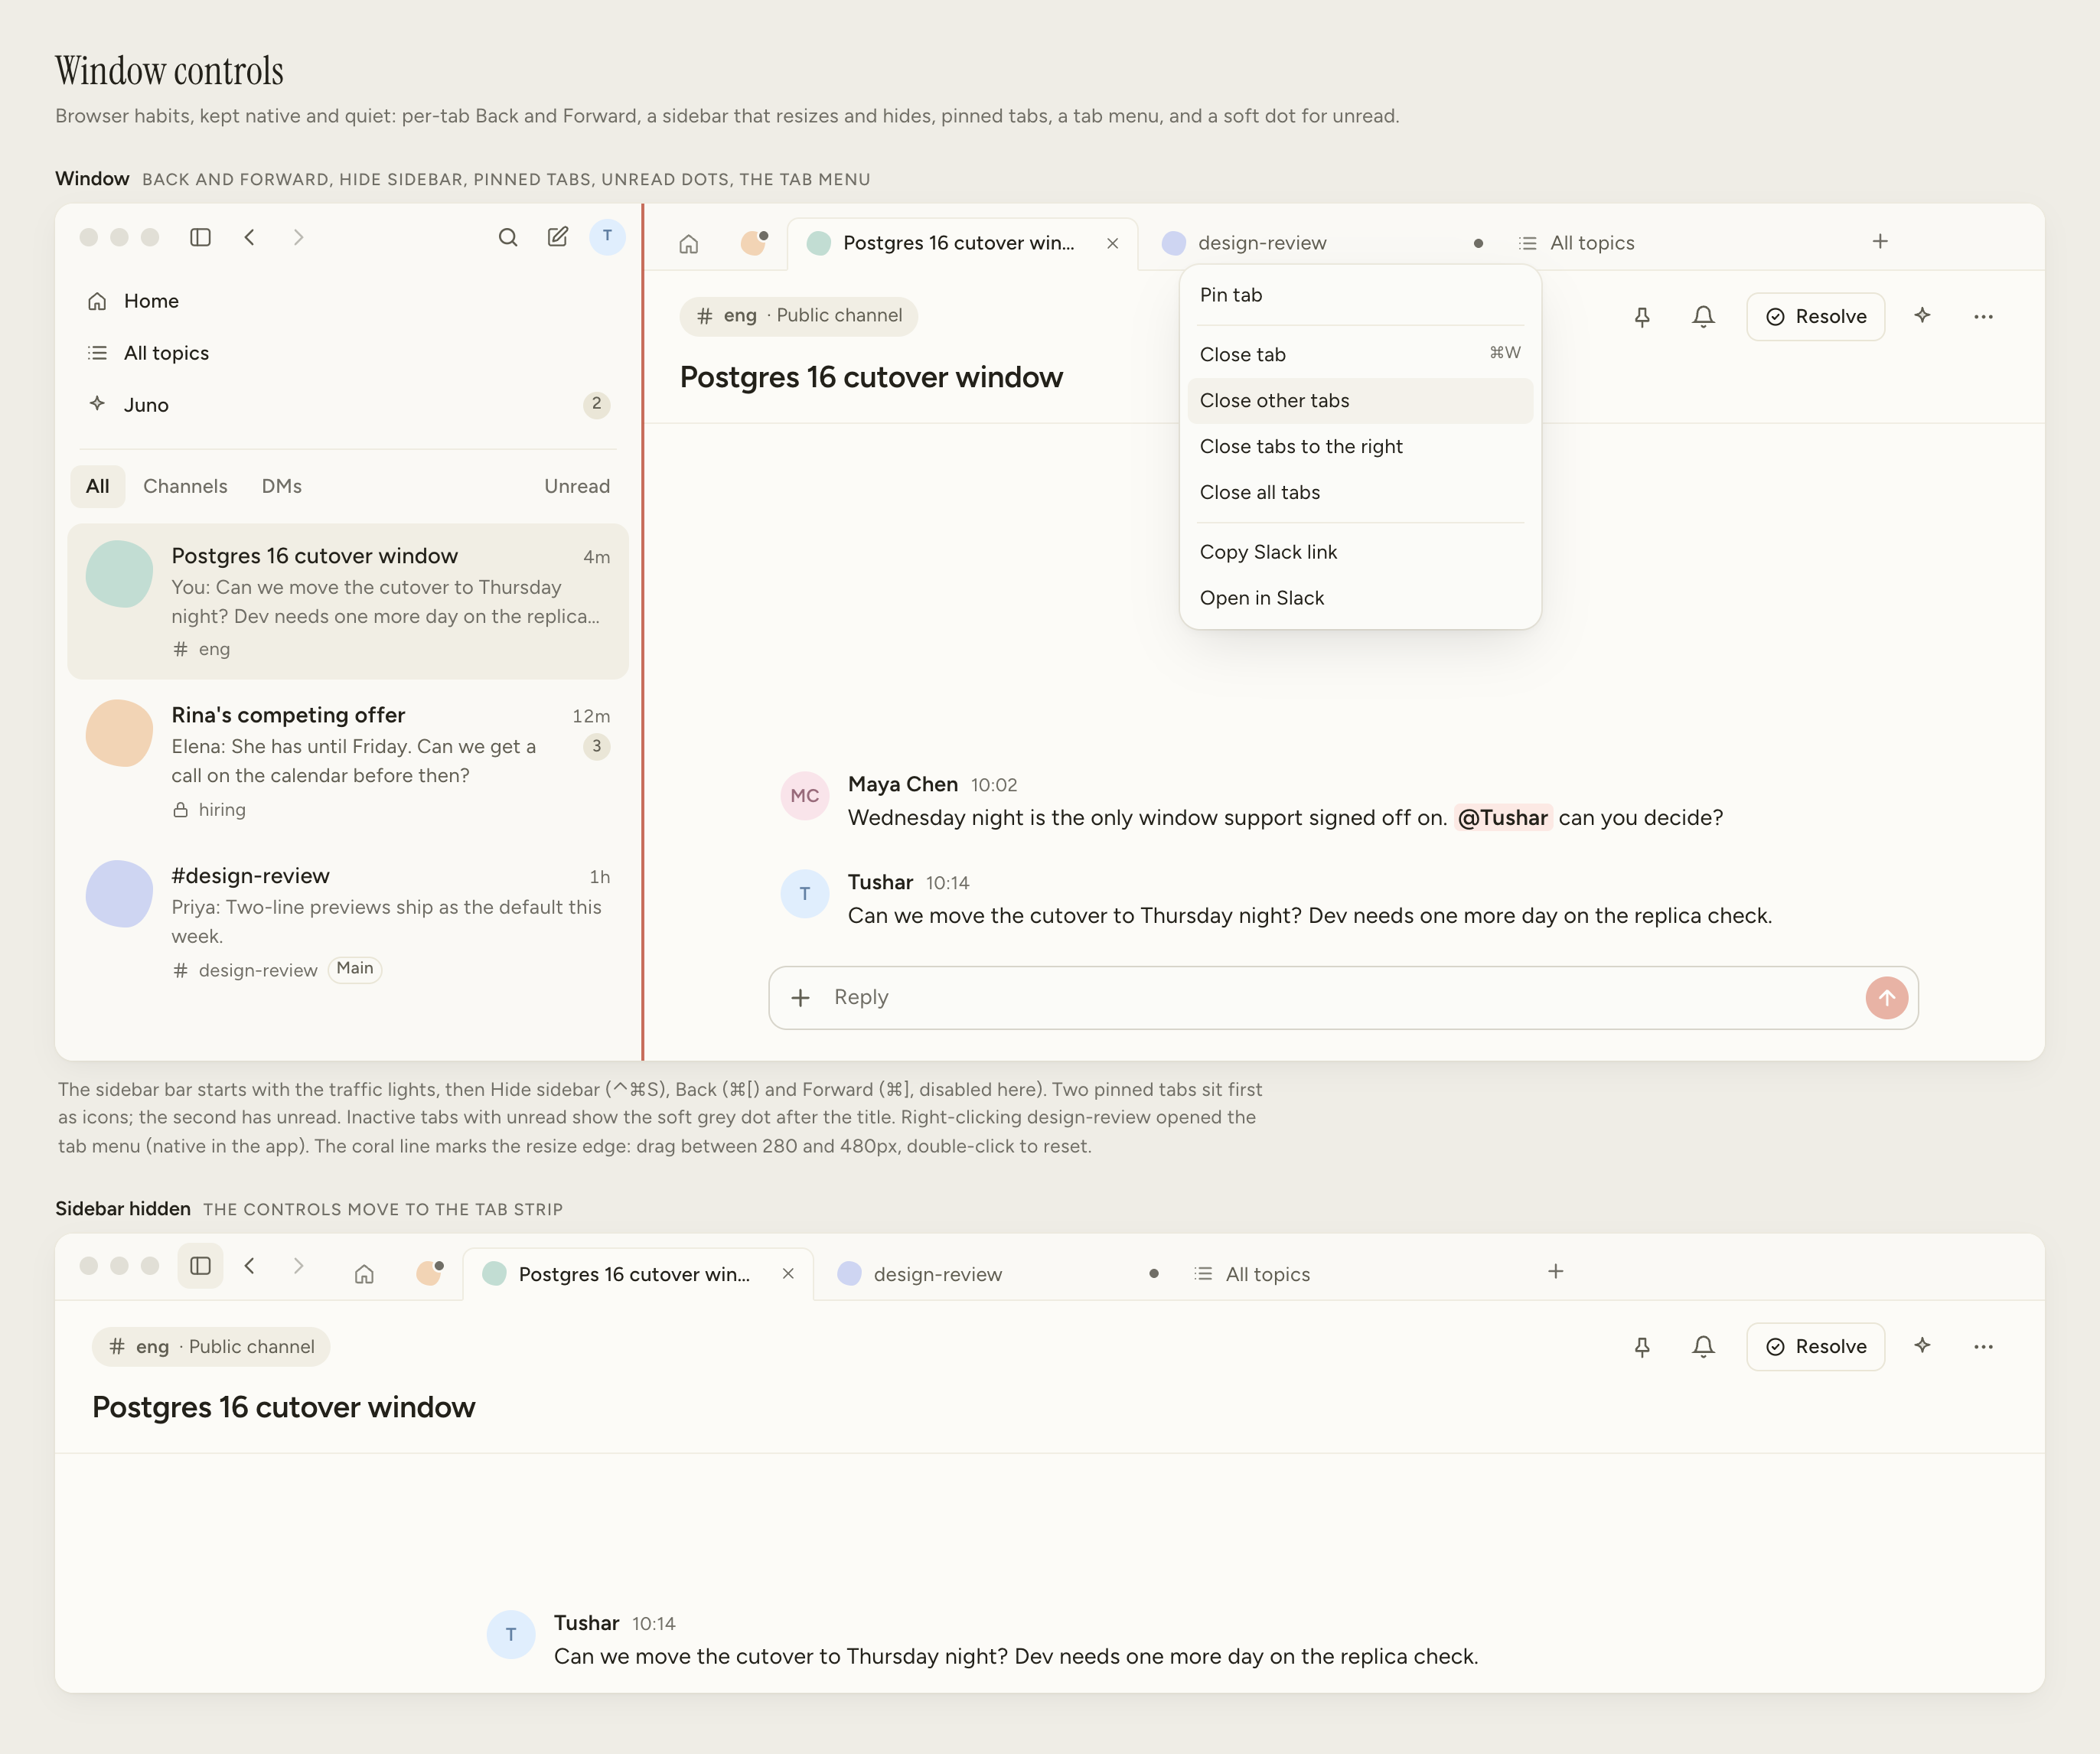 Window controls
Browser habits, kept native and quiet: per-tab Back and Forward, a sidebar that resizes and hides, pinned tabs, a tab menu, and a soft dot for unread.
Window BACK AND FORWARD, HIDE SIDEBAR, PINNED TABS, UNREAD DOTS, THE TAB MENU
T
Postgres 16 cutover win...
design-review
All topics
Home
All topics
Juno 2
All Channels DMs Unread
Postgres 16 cutover window 4m
You: Can we move the cutover to Thursday
night? Dev needs one more day on the replica...
# eng
Rina's competing offer 12m
Elena: She has until Friday. Can we get a 3
call on the calendar before then?
hiring
#design-review 1h
Priya: Two-line previews ship as the default this
week.
# design-review Main
# eng · Public channel
Resolve
Postgres 16 cutover window
Pin tab
Close tab ⌘W
Close other tabs
Close tabs to the right
Close all tabs
Copy Slack link
Open in Slack
MC
Maya Chen 10:02
Wednesday night is the only window support signed off on. @Tushar can you decide?
T
Tushar 10:14
Can we move the cutover to Thursday night? Dev needs one more day on the replica check.
Reply
The sidebar bar starts with the traffic lights, then Hide sidebar (^⌘S), Back (⌘[) and Forward (⌘], disabled here). Two pinned tabs sit first
as icons; the second has unread. Inactive tabs with unread show the soft grey dot after the title. Right-clicking design-review opened the
tab menu (native in the app). The coral line marks the resize edge: drag between 280 and 480px, double-click to reset.
Sidebar hidden THE CONTROLS MOVE TO THE TAB STRIP
Postgres 16 cutover win...
design-review
All topics
# eng · Public channel
Resolve
Postgres 16 cutover window
T
Tushar 10:14
Can we move the cutover to Thursday night? Dev needs one more day on the replica check.